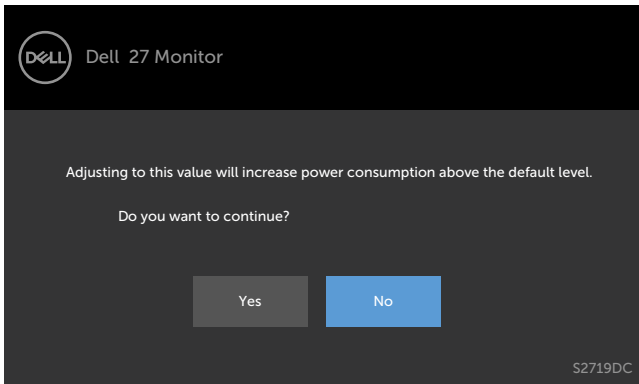 DELL
Dell 27 Monitor
Adjusting to this value will increase power consumption above the default level.
Do you want to continue?
Yes
No
S2719DC